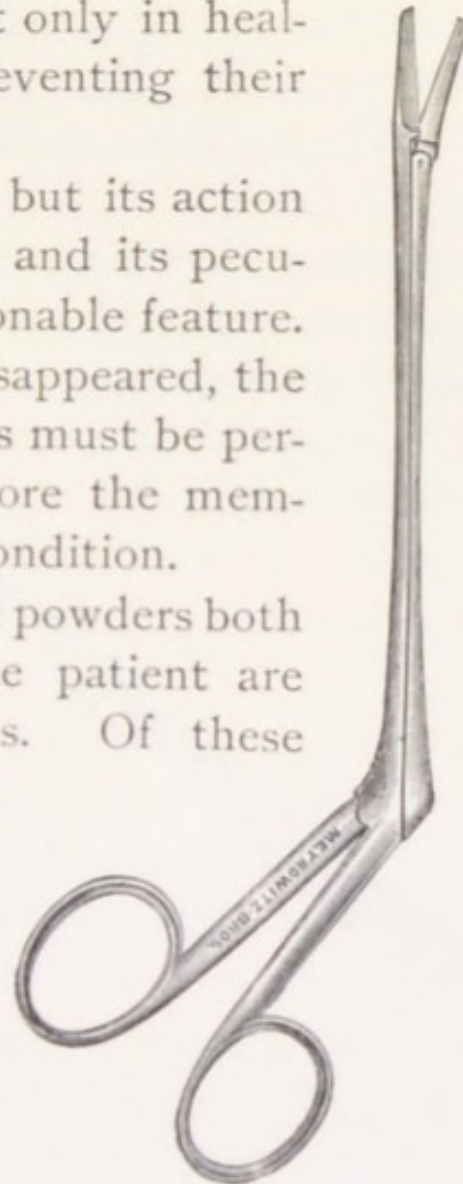 t only in heal-
eventing their
but its action
and its pecu-
onable feature.
sappeared, the
s must be per-
ore the mem-
ondition.
powders both
e patient are
s. Of these
MEYROWITZ-BROS.